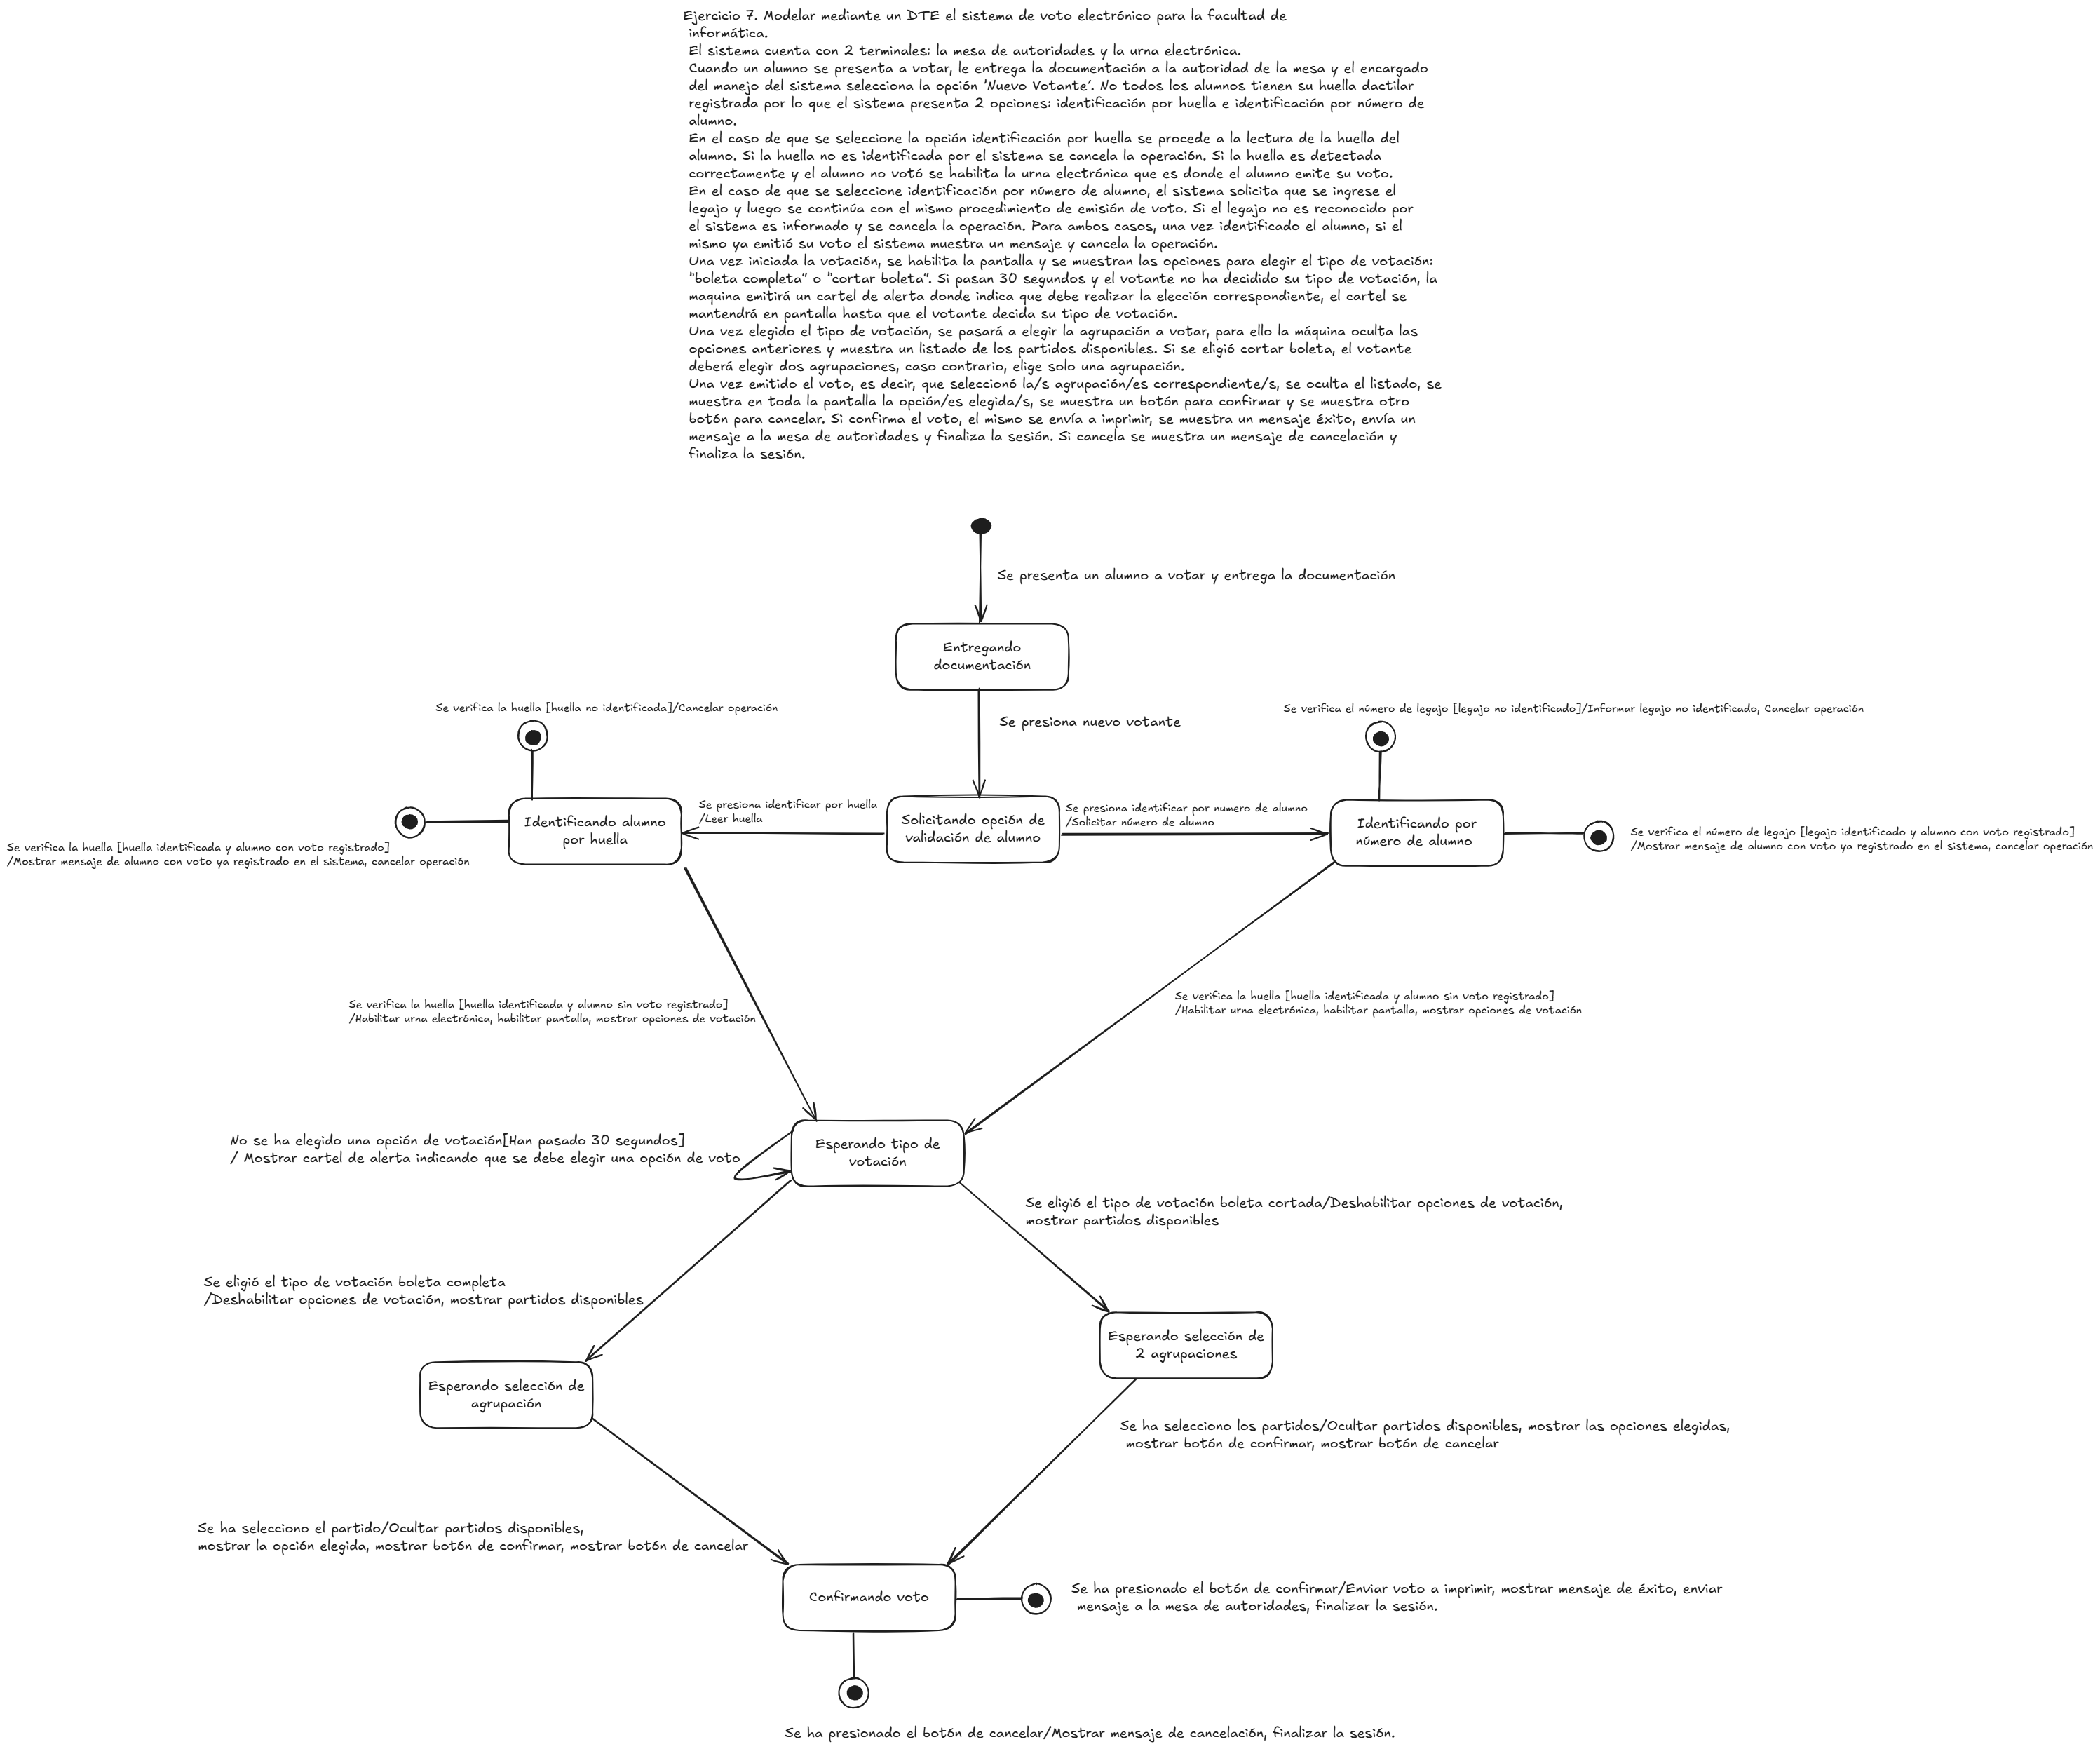 Ejercicio 7. Modelar mediante un DTE el sistema de voto electrónico para la facultad de
informática.
El sistema cuenta con 2 terminales: la mesa de autoridades y la urna electrónica.
Cuando un alumno se presenta a votar, le entrega la documentación a la autoridad de la mesa y el encargado
del manejo del sistema selecciona la opción 'Nuevo Votante'. No todos los alumnos tienen su huella dactilar
registrada por lo que el sistema presenta 2 opciones: identificación por huella e identificación por número de
alumno.
En el caso de que se seleccione la opción identificación por huella se procede a la lectura de la huella del
alumno. Si la huella no es identificada por el sistema se cancela la operación. Si la huella es detectada
correctamente y el alumno no votó se habilita la urna electrónica que es donde el alumno emite su voto.
En el caso de que se seleccione identificación por número de alumno, el sistema solicita que se ingrese el
legajo y luego se continúa con el mismo procedimiento de emisión de voto. Si el legajo no es reconocido por
el sistema es informado y se cancela la operación. Para ambos casos, una vez identificado el alumno, si el
mismo ya emitió su voto el sistema muestra un mensaje y cancela la operación.
Una vez iniciada la votación, se habilita la pantalla y se muestran las opciones para elegir el tipo de votación:
"boleta completa" o "cortar boleta". Si pasan 30 segundos y el votante no ha decidido su tipo de votación, la
maquina emitirá un cartel de alerta donde indica que debe realizar la elección correspondiente, el cartel se
mantendrá en pantalla hasta que el votante decida su tipo de votación.
Una vez elegido el tipo de votación, se pasará a elegir la agrupación a votar, para ello la máquina oculta las
opciones anteriores y muestra un listado de los partidos disponibles. Si se eligió cortar boleta, el votante
deberá elegir dos agrupaciones, caso contrario, elige solo una agrupación.
Una vez emitido el voto, es decir, que seleccionó la/s agrupación/es correspondiente/s, se oculta el listado, se
muestra en toda la pantalla la opción/es elegida/s, se muestra un botón para confirmar y se muestra otro
botón para cancelar. Si confirma el voto, el mismo se envía a imprimir, se muestra un mensaje éxito, envía un
mensaje a la mesa de autoridades y finaliza la sesión. Si cancela se muestra un mensaje de cancelación y
finaliza la sesión.
Se presenta un alumno a votar y entrega la documentación
Entregando
documentación
Se verifica la huella [huella no identificada]/Cancelar operación
Se presiona nuevo votante
Se verifica el número de legajo [legajo no identificado]/Informar legajo no identificado, Cancelar operación
Se verifica la huella [huella identificada y alumno con voto registrado]
/Mostrar mensaje de alumno con voto ya registrado en el sistema, cancelar operación
Identificando alumno
por huella
Se presiona identificar por huella
/Leer huella
Solicitando opción de
validación de alumno
Se presiona identificar por numero de alumno
/Solicitar número de alumno
Identificando por
número de alumno
Se verifica el número de legajo [legajo identificado y alumno con voto registrado]
/Mostrar mensaje de alumno con voto ya registrado en el sistema, cancelar operación
Se verifica la huella [huella identificada y alumno sin voto registrado]
/Habilitar urna electrónica, habilitar pantalla, mostrar opciones de votación
Se verifica la huella [huella identificada y alumno sin voto registrado]
/Habilitar urna electrónica, habilitar pantalla, mostrar opciones de votación
No se ha elegido una opción de votación[Han pasado 30 segundos]
/ Mostrar cartel de alerta indicando que se debe elegir una opción de voto
Esperando tipo de
votación
Se eligió el tipo de votación boleta cortada/Deshabilitar opciones de votación,
mostrar partidos disponibles
Se eligió el tipo de votación boleta completa
/Deshabilitar opciones de votación, mostrar partidos disponibles
Esperando selección de
2 agrupaciones
Esperando selección de
agrupación
Se ha selecciono los partidos/Ocultar partidos disponibles, mostrar las opciones elegidas,
mostrar botón de confirmar, mostrar botón de cancelar
Se ha selecciono el partido/Ocultar partidos disponibles,
mostrar la opción elegida, mostrar botón de confirmar, mostrar botón de cancelar
Confirmando voto
Se ha presionado el botón de confirmar/Enviar voto a imprimir, mostrar mensaje de éxito, enviar
mensaje a la mesa de autoridades, finalizar la sesión.
Se ha presionado el botón de cancelar/Mostrar mensaje de cancelación, finalizar la sesión.